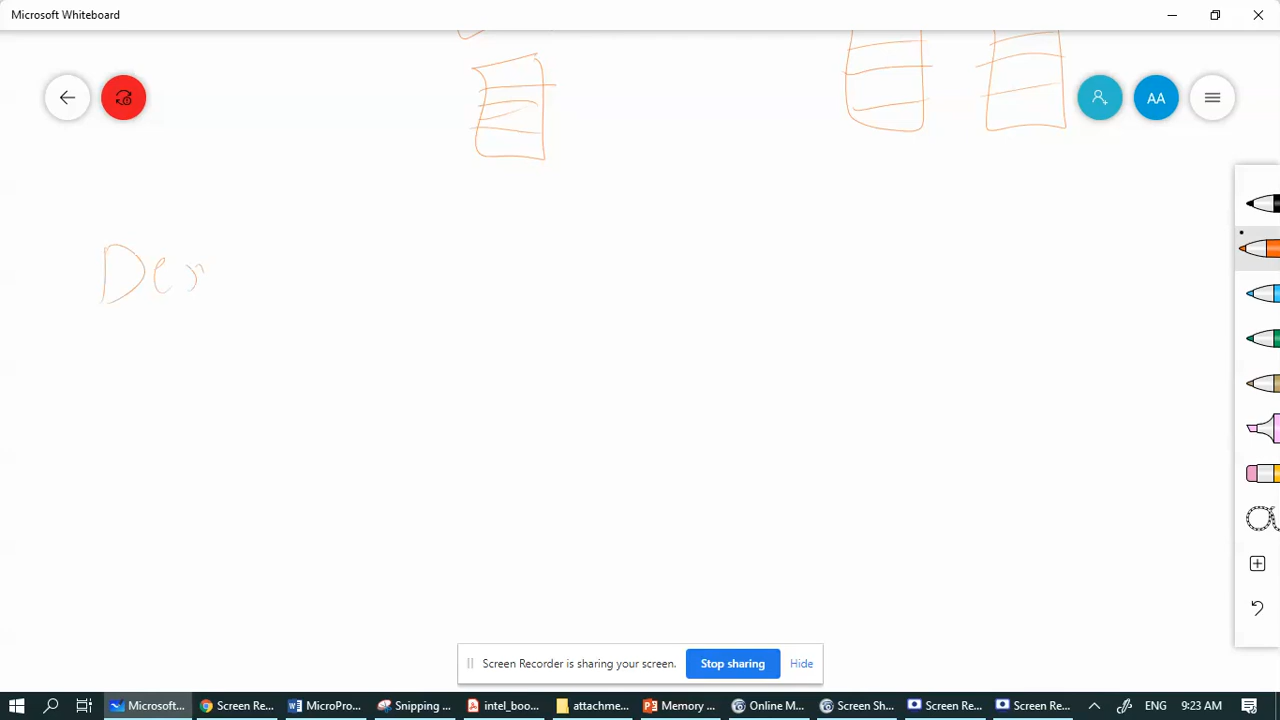 Microsoft Whiteboard
AA
Des
Screen Recorder is sharing your screen. Stop sharing Hide
Microsoft... Screen Re... MicroPro... Snipping ... intel_boo... attachme... Memory ... Online M... Screen Sh... Screen Re... Screen Re... ENG 9:23 AM